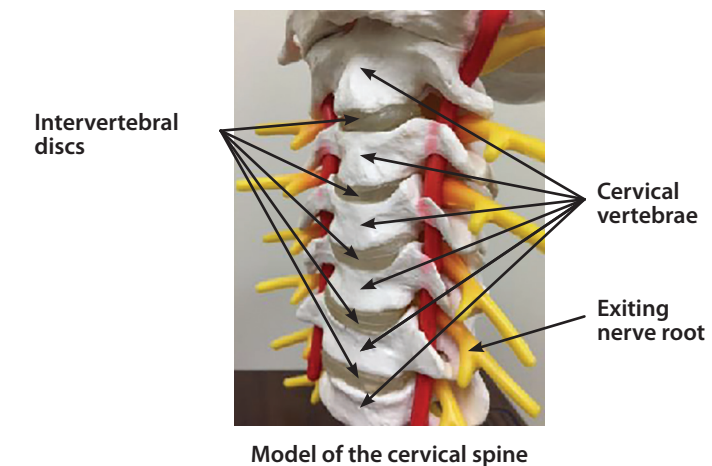 Intervertebral
discs
Cervical
vertebrae
Exiting
nerve root
Model of the cervical spine